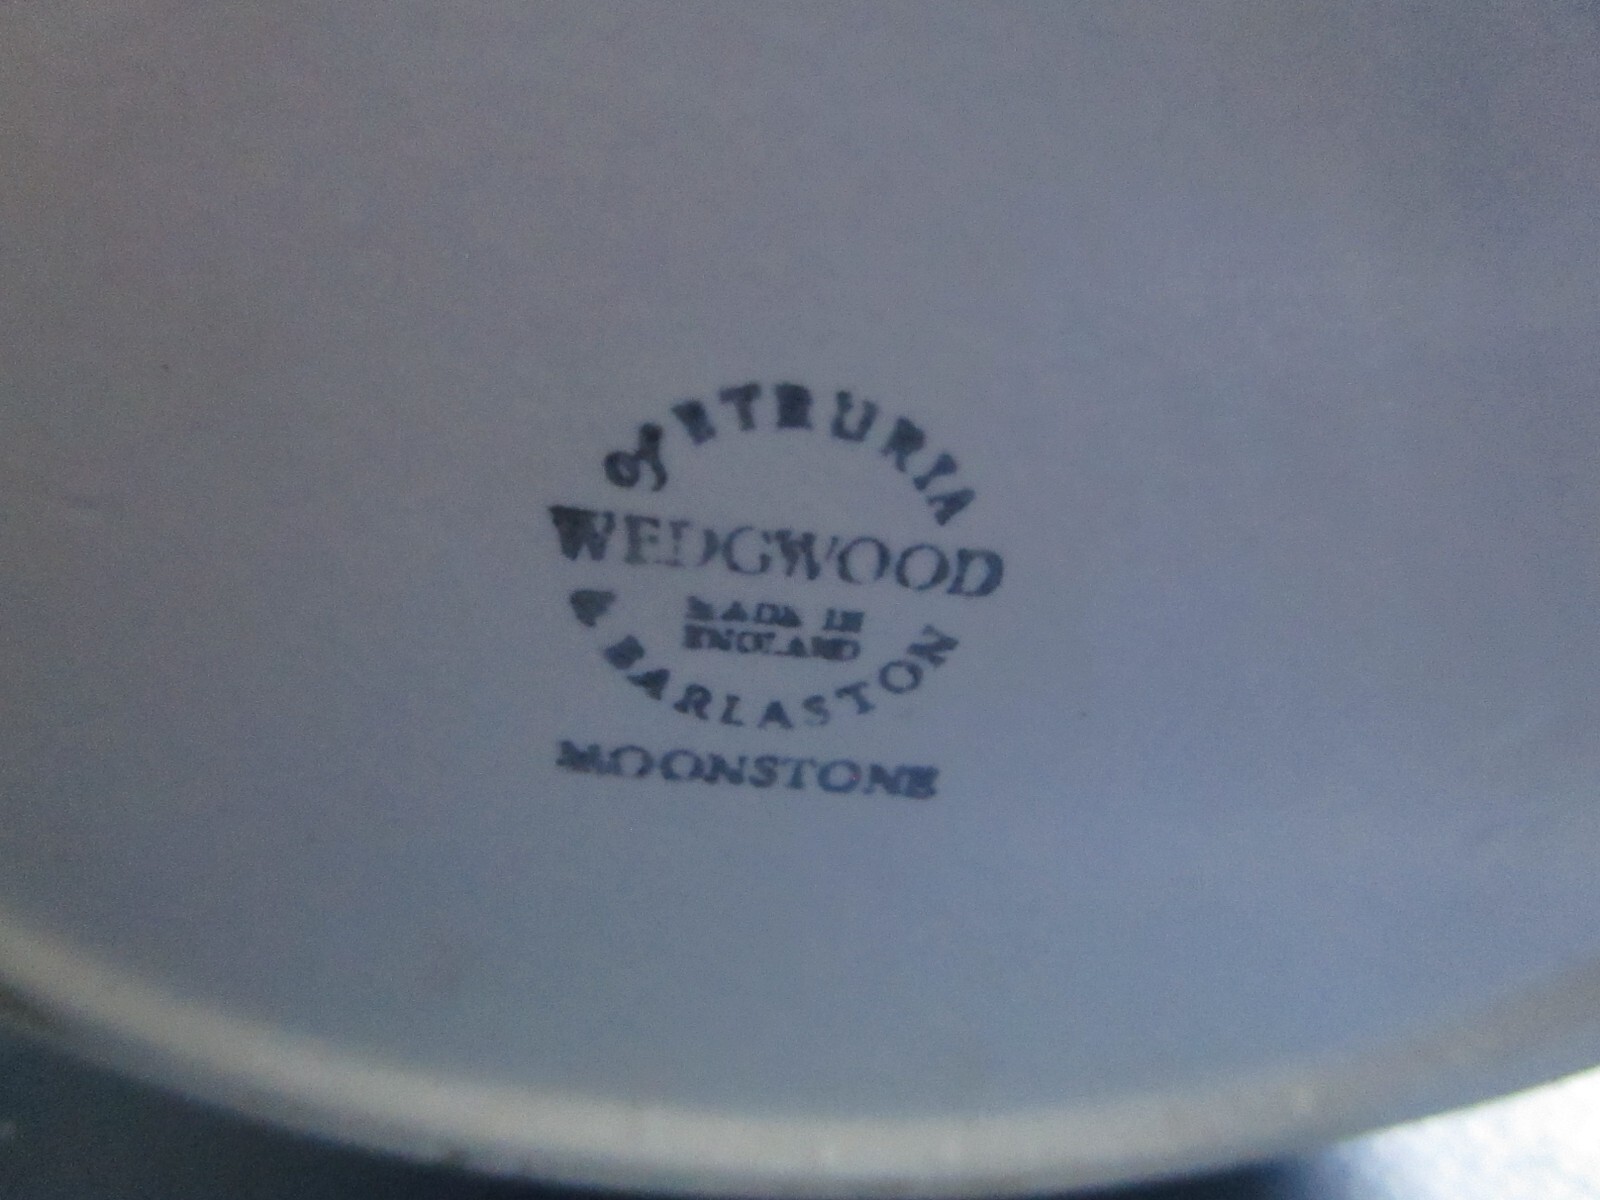 Of ETRURIA
WEDGWOOD
MADE IN
ENGLAND
& BARLASTON
MOONSTONE